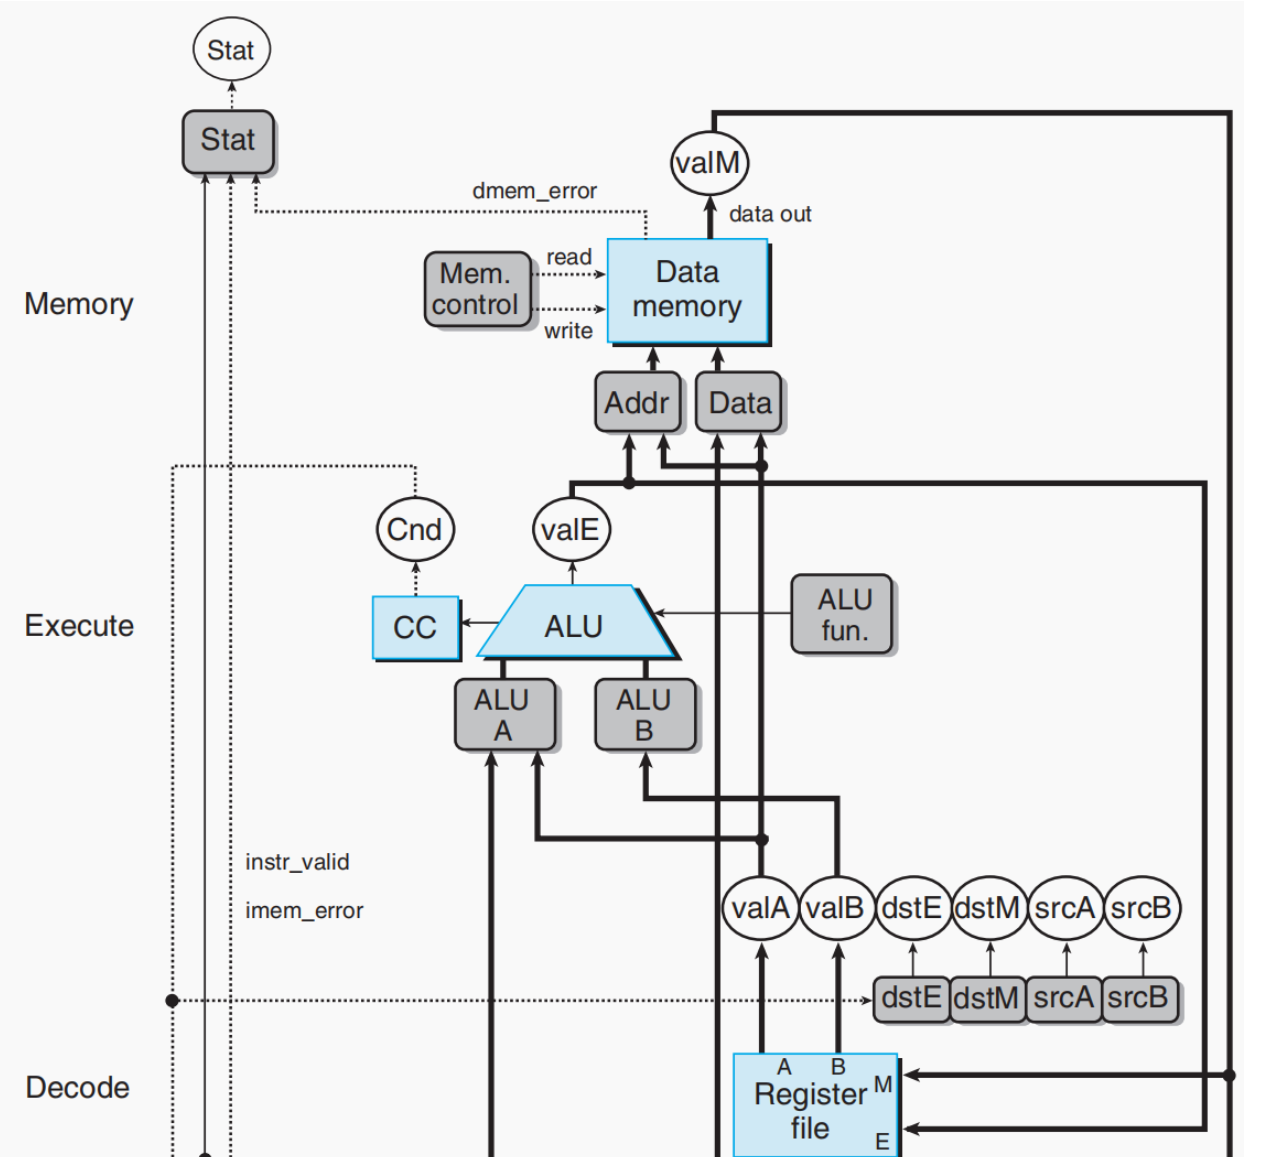 Stat
Stat
valM
dmem_error
data out
read
Mem.
control
Data
memory
write
Memory
Addr
Data
Cnd
valE
Execute
CC
ALU
ALU
fun.
ALU
A
ALU
B
instr_valid
imem_error
valA
valB
dstE
dstM
srcA
srcB
dstE
dstM
srcA
srcB
Decode
A
B
M
Register
file
E